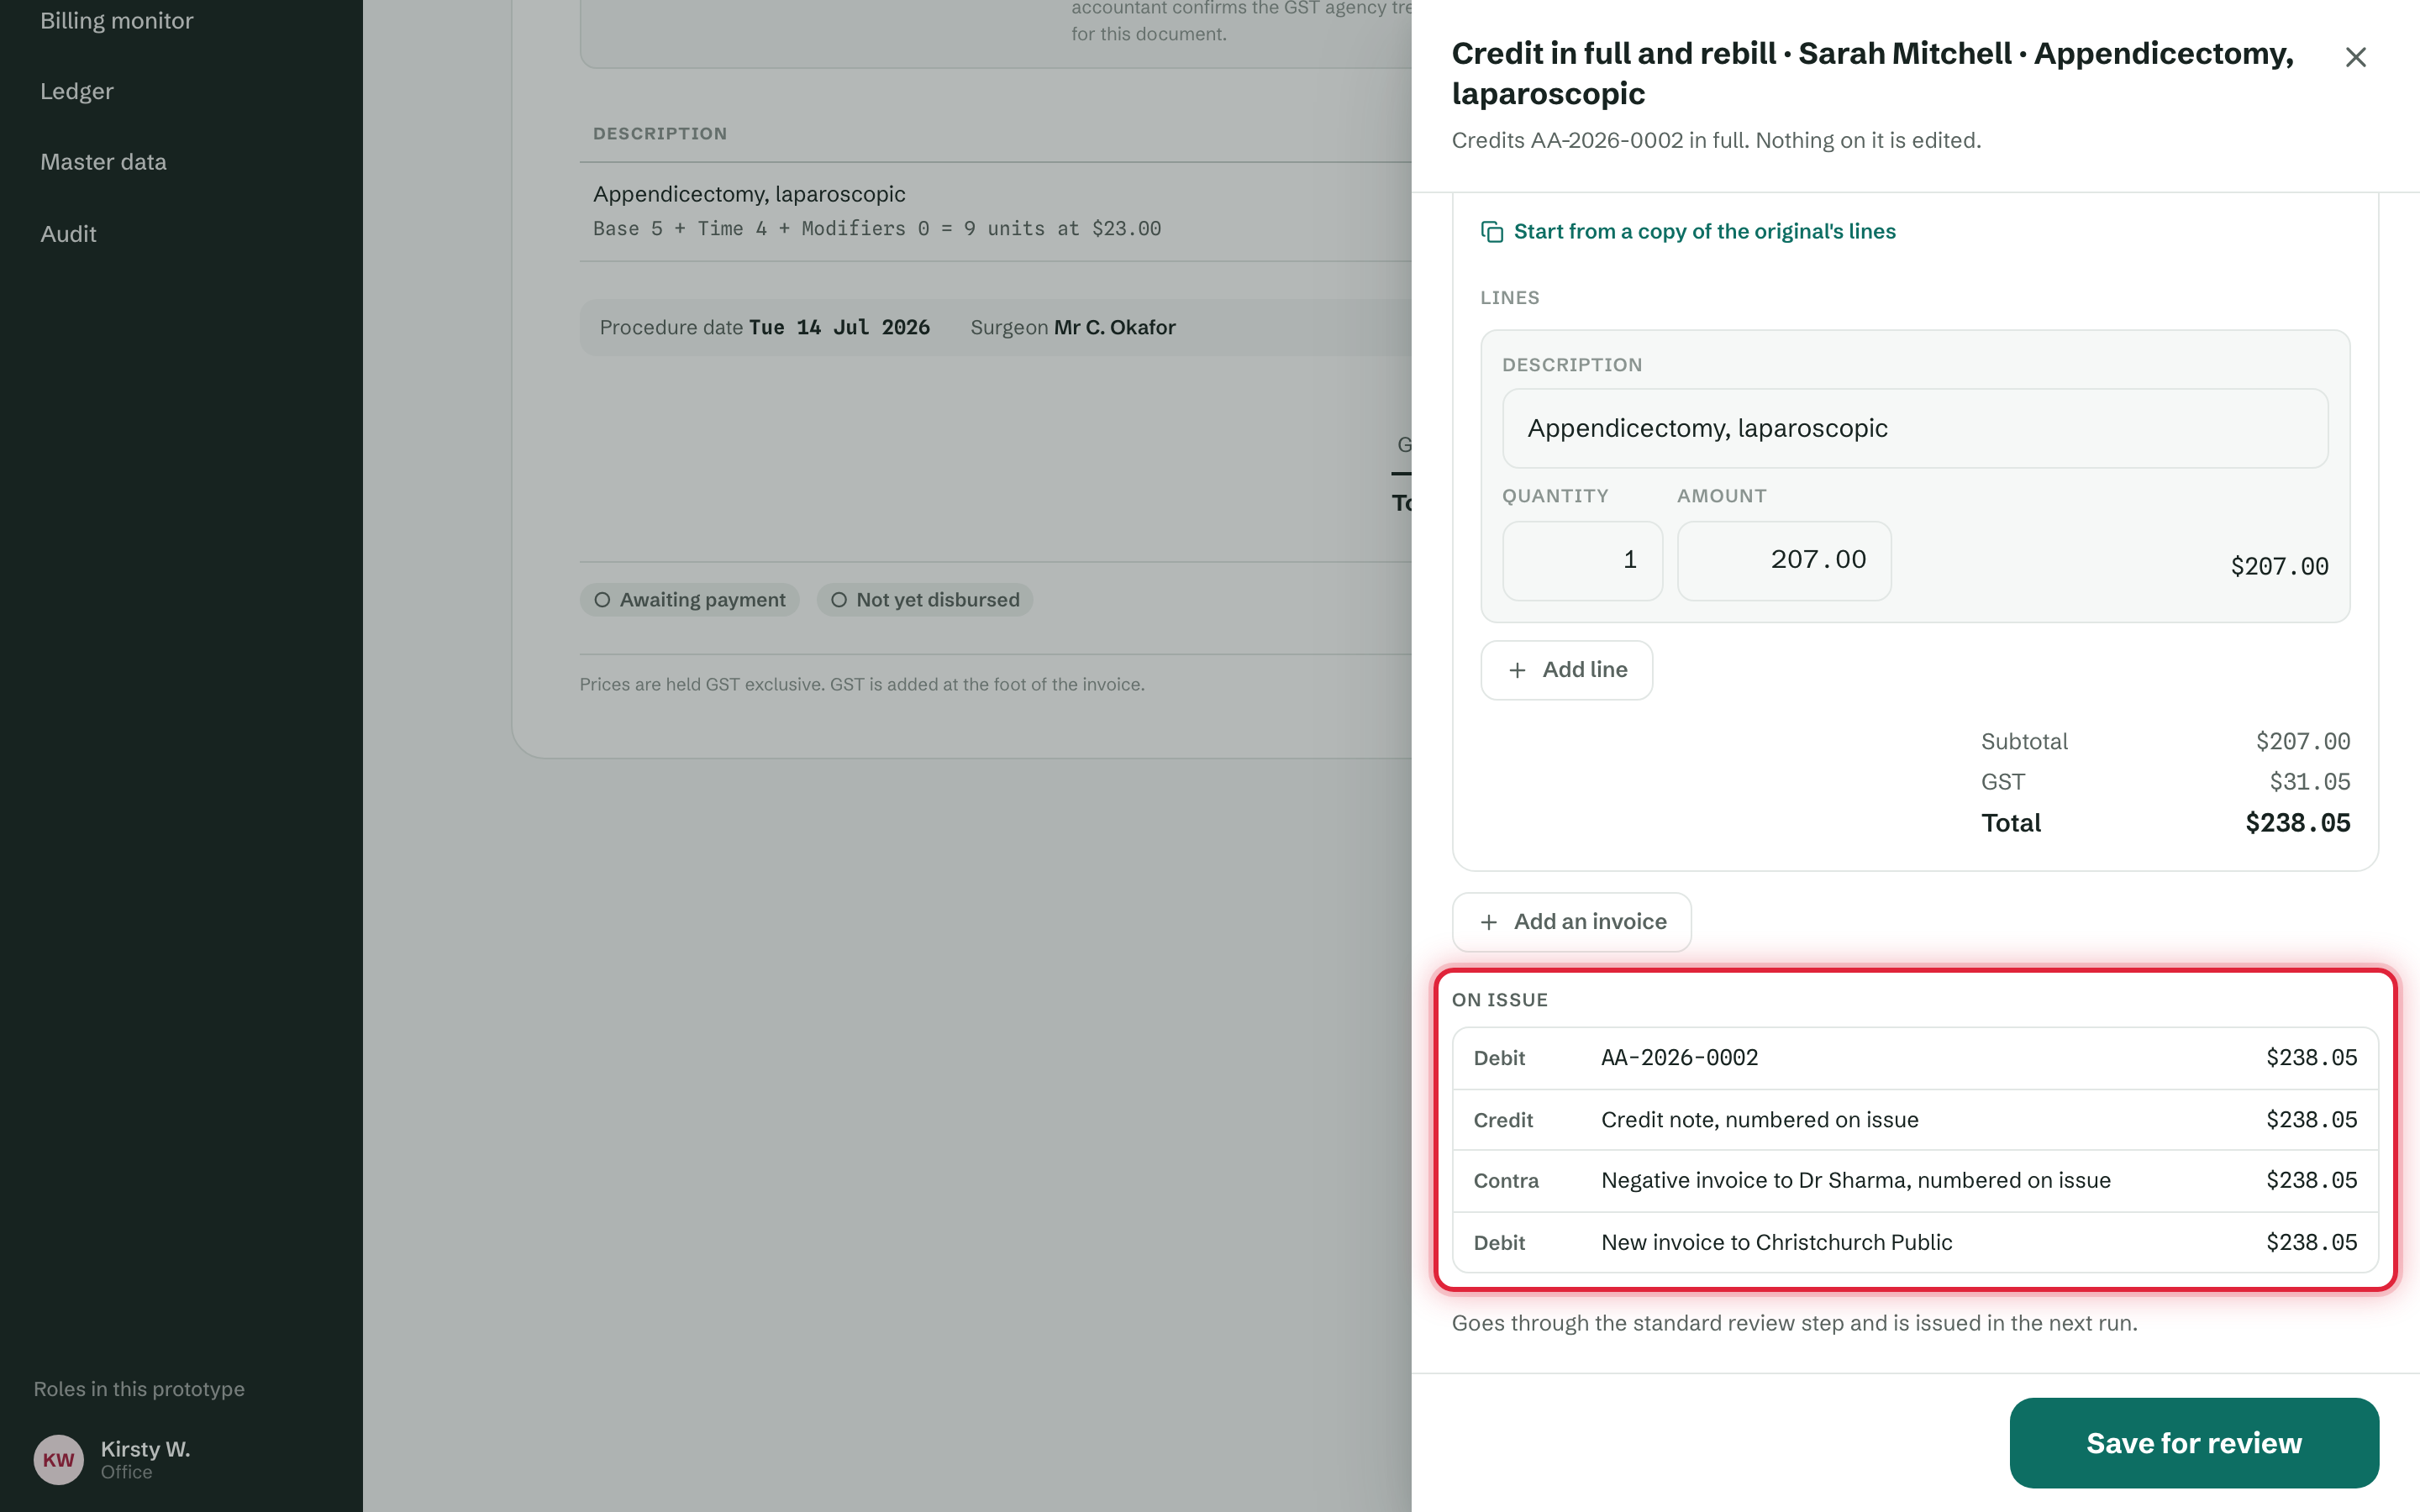 Billing monitor
Ledger
Master data
Audit
Roles in this prototype
KW
Kirsty W.
Office
accountant confirms the GST agency tre
for this document.
DESCRIPTION
Appendicectomy, laparoscopic
Base 5 + Time 4 + Modifiers 0 = 9 units at $23.00
Procedure date Tue 14 Jul 2026 Surgeon Mr C. Okafor
G
To
Awaiting payment Not yet disbursed
Prices are held GST exclusive. GST is added at the foot of the invoice.
Credit in full and rebill · Sarah Mitchell · Appendicectomy,
laparoscopic
Credits AA-2026-0002 in full. Nothing on it is edited.
Start from a copy of the original's lines
LINES
DESCRIPTION
Appendicectomy, laparoscopic
QUANTITY AMOUNT
1 207.00 $207.00
+ Add line
Subtotal $207.00
GST $31.05
Total $238.05
+ Add an invoice
ON ISSUE
Debit AA-2026-0002 $238.05
Credit Credit note, numbered on issue $238.05
Contra Negative invoice to Dr Sharma, numbered on issue $238.05
Debit New invoice to Christchurch Public $238.05
Goes through the standard review step and is issued in the next run.
Save for review